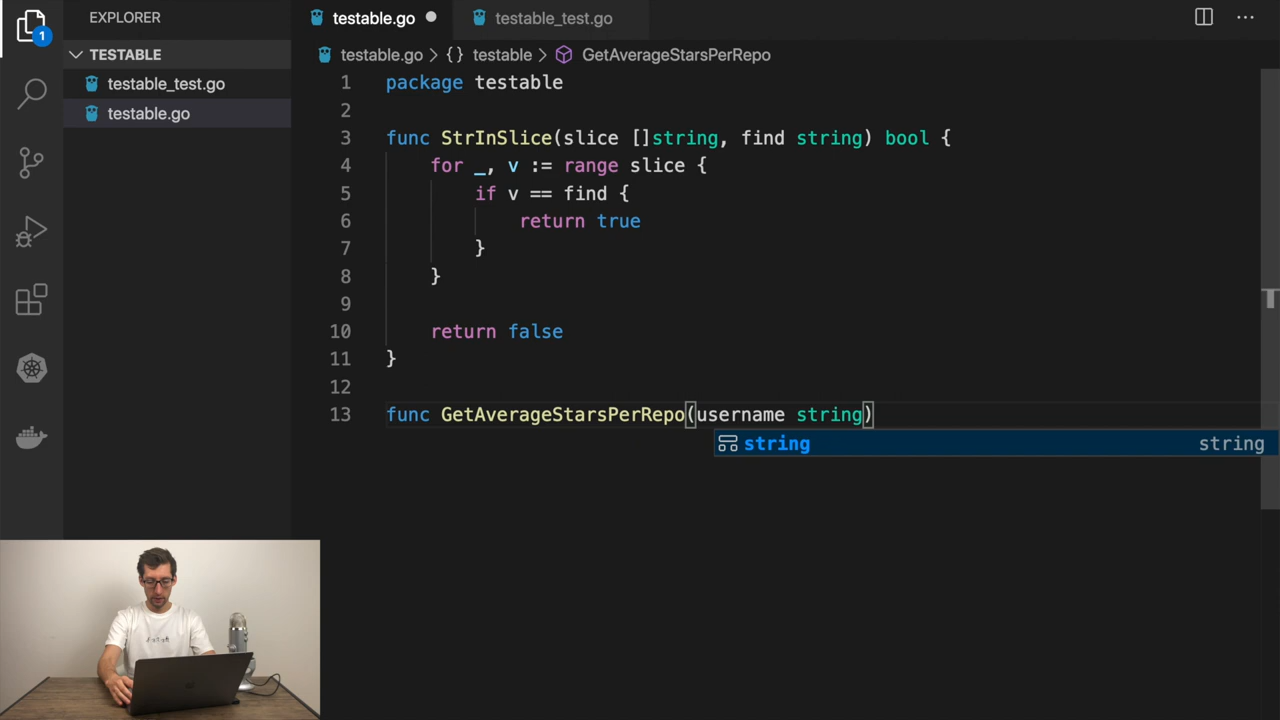 EXPLORER
1
TESTABLE
testable_test.go
testable.go
testable.go
testable_test.go
testable.go > {} testable > GetAverageStarsPerRepo
1 package testable
2
3 func StrInSlice(slice []string, find string) bool {
4 for _, v := range slice {
5 if v == find {
6 return true
7 }
8 }
9
10 return false
11 }
12
13 func GetAverageStarsPerRepo(username string)
string string